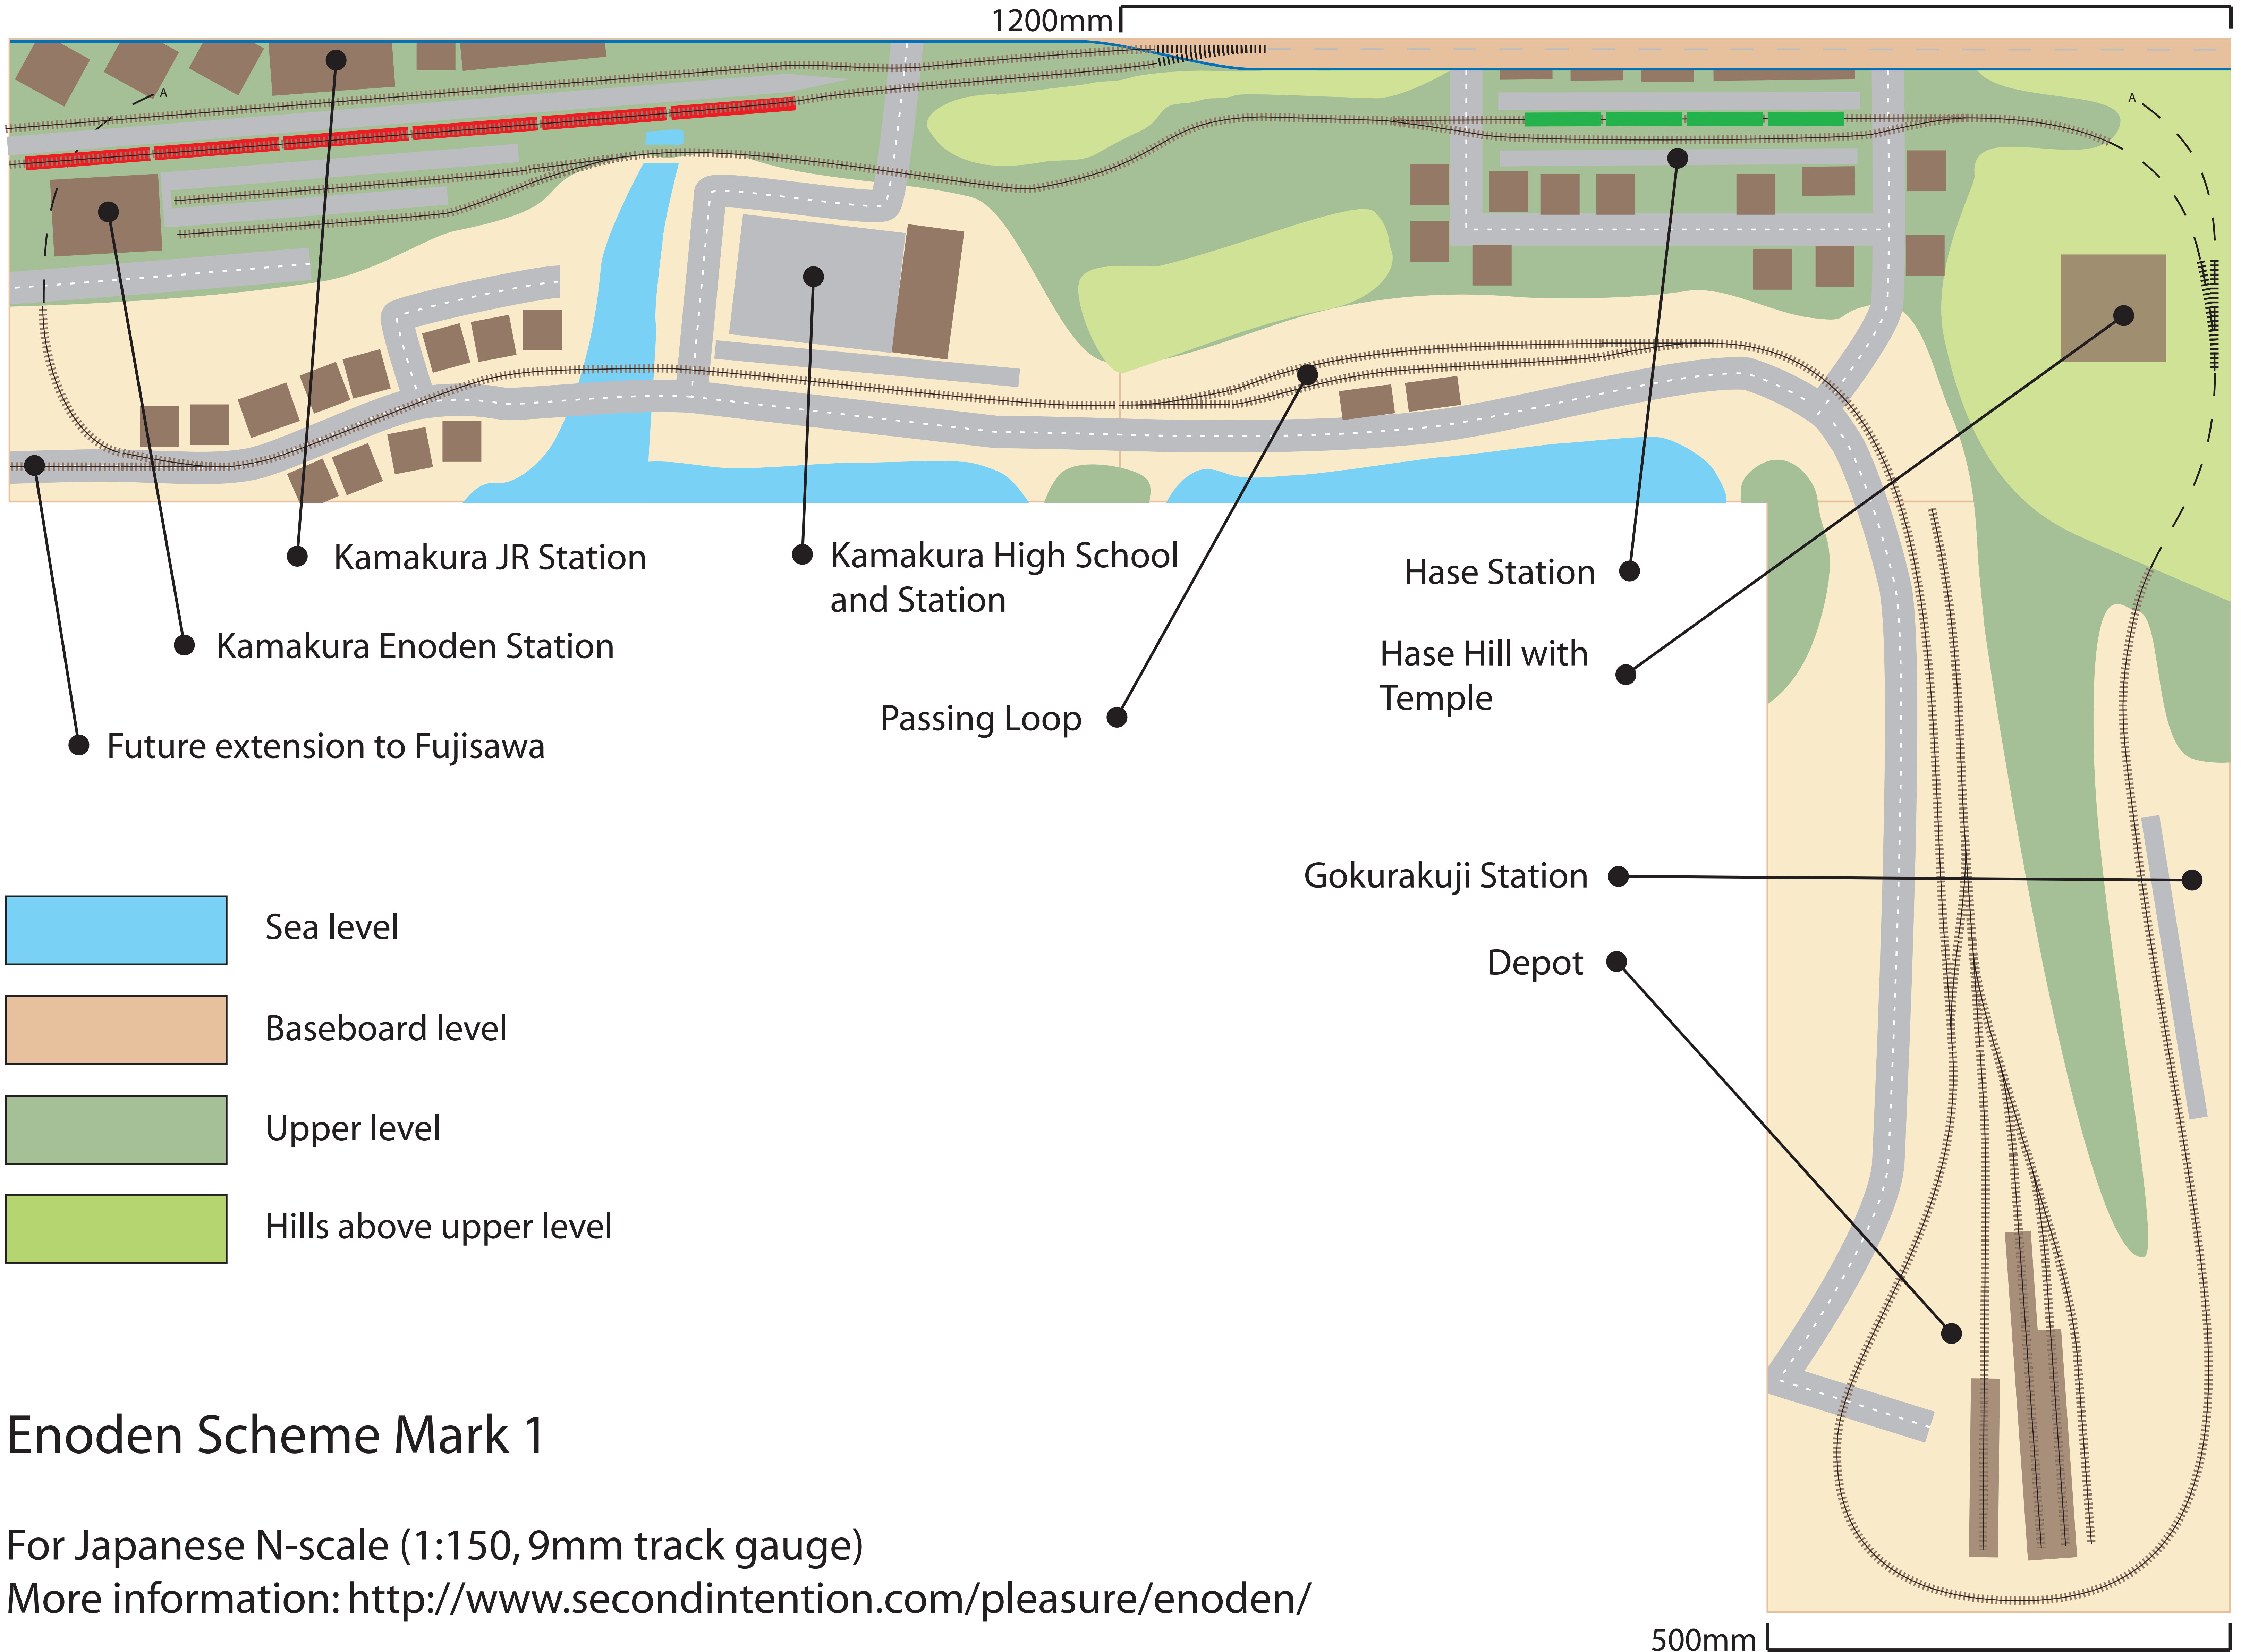 1200mm
A
A
Kamakura JR Station
Kamakura High School
and Station
Hase Station
Kamakura Enoden Station
Hase Hill with
Temple
Passing Loop
Future extension to Fujisawa
Gokurakuji Station
Sea level
Depot
Baseboard level
Upper level
Hills above upper level
Enoden Scheme Mark 1
For Japanese N-scale (1:150, 9mm track gauge)
More information: http://www.secondintention.com/pleasure/enoden/
500mm